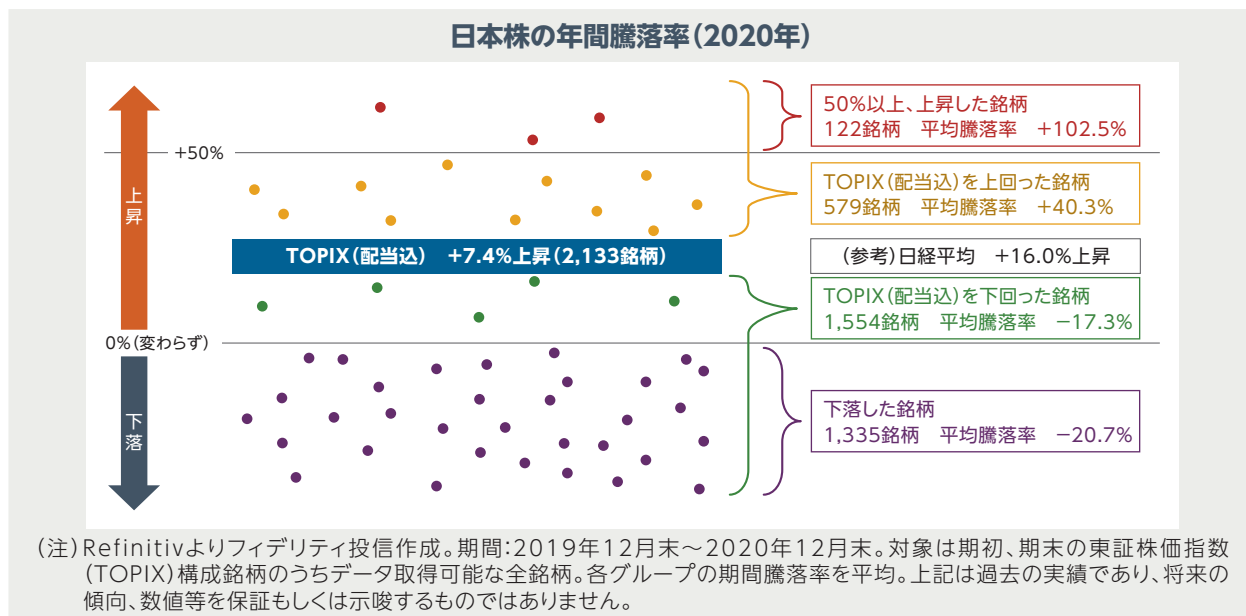 日本株の年間騰落率（2020年）
上昇
下落
+50%
0%（変わらず）
TOPIX（配当込）　+7.4%上昇（2,133銘柄）
50%以上、上昇した銘柄
122銘柄　平均騰落率　+102.5%
TOPIX（配当込）を上回った銘柄
579銘柄　平均騰落率　+40.3%
（参考）日経平均　+16.0%上昇
TOPIX（配当込）を下回った銘柄
1,554銘柄　平均騰落率　−17.3%
下落した銘柄
1,335銘柄　平均騰落率　−20.7%
（注）Refinitivよりフィデリティ投信作成。期間：2019年12月末～2020年12月末。対象は期初、期末の東証株価指数
（TOPIX）構成銘柄のうちデータ取得可能な全銘柄。各グループの期間騰落率を平均。上記は過去の実績であり、将来の
傾向、数値等を保証もしくは示唆するものではありません。